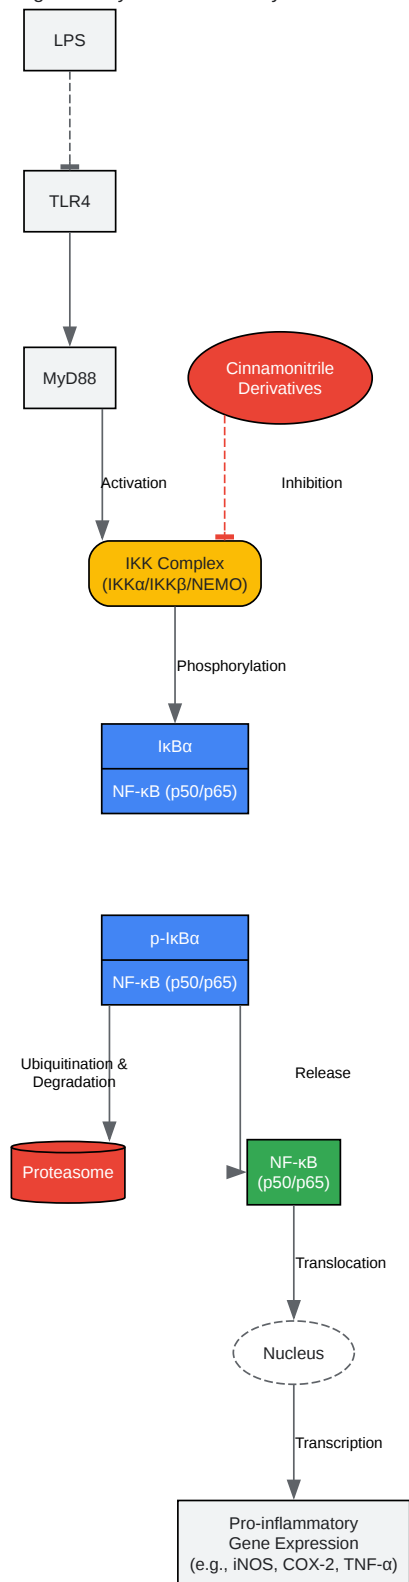 LPS
TLR4
MyD88
Cinnamonitrile
Derivatives
Activation
Inhibition
IKK Complex
(IKKα/IKKβ/NEMO)
Phosphorylation
IκBα
NF-κB (p50/p65)
p-IκBα
NF-κB (p50/p65)
Ubiquitination &
Degradation
Release
Proteasome
NF-κB
(p50/p65)
Translocation
Nucleus
Transcription
Pro-inflammatory
Gene Expression
(e.g., iNOS, COX-2, TNF-α)